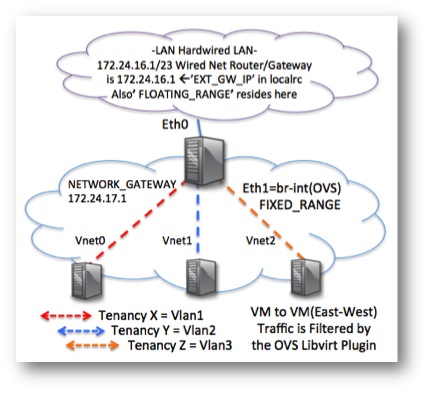 -LAN Hardwired LAN-
172.24.16.1/23 Wired Net Router/Gateway
is 172.24.16.1 ←'EXT_GW_IP' in localrc
Also' FLOATING_RANGE' resides here
Eth0
NETWORK_GATEWAY
172.24.17.1
Eth1=br-int(OVS)
FIXED_RANGE
Vnet0
Vnet1
Vnet2
Tenancy X = Vlan1
Tenancy Y = Vlan2
Tenancy Z = Vlan3
VM to VM(East-West)
Traffic is Filtered by
the OVS Libvirt Plugin